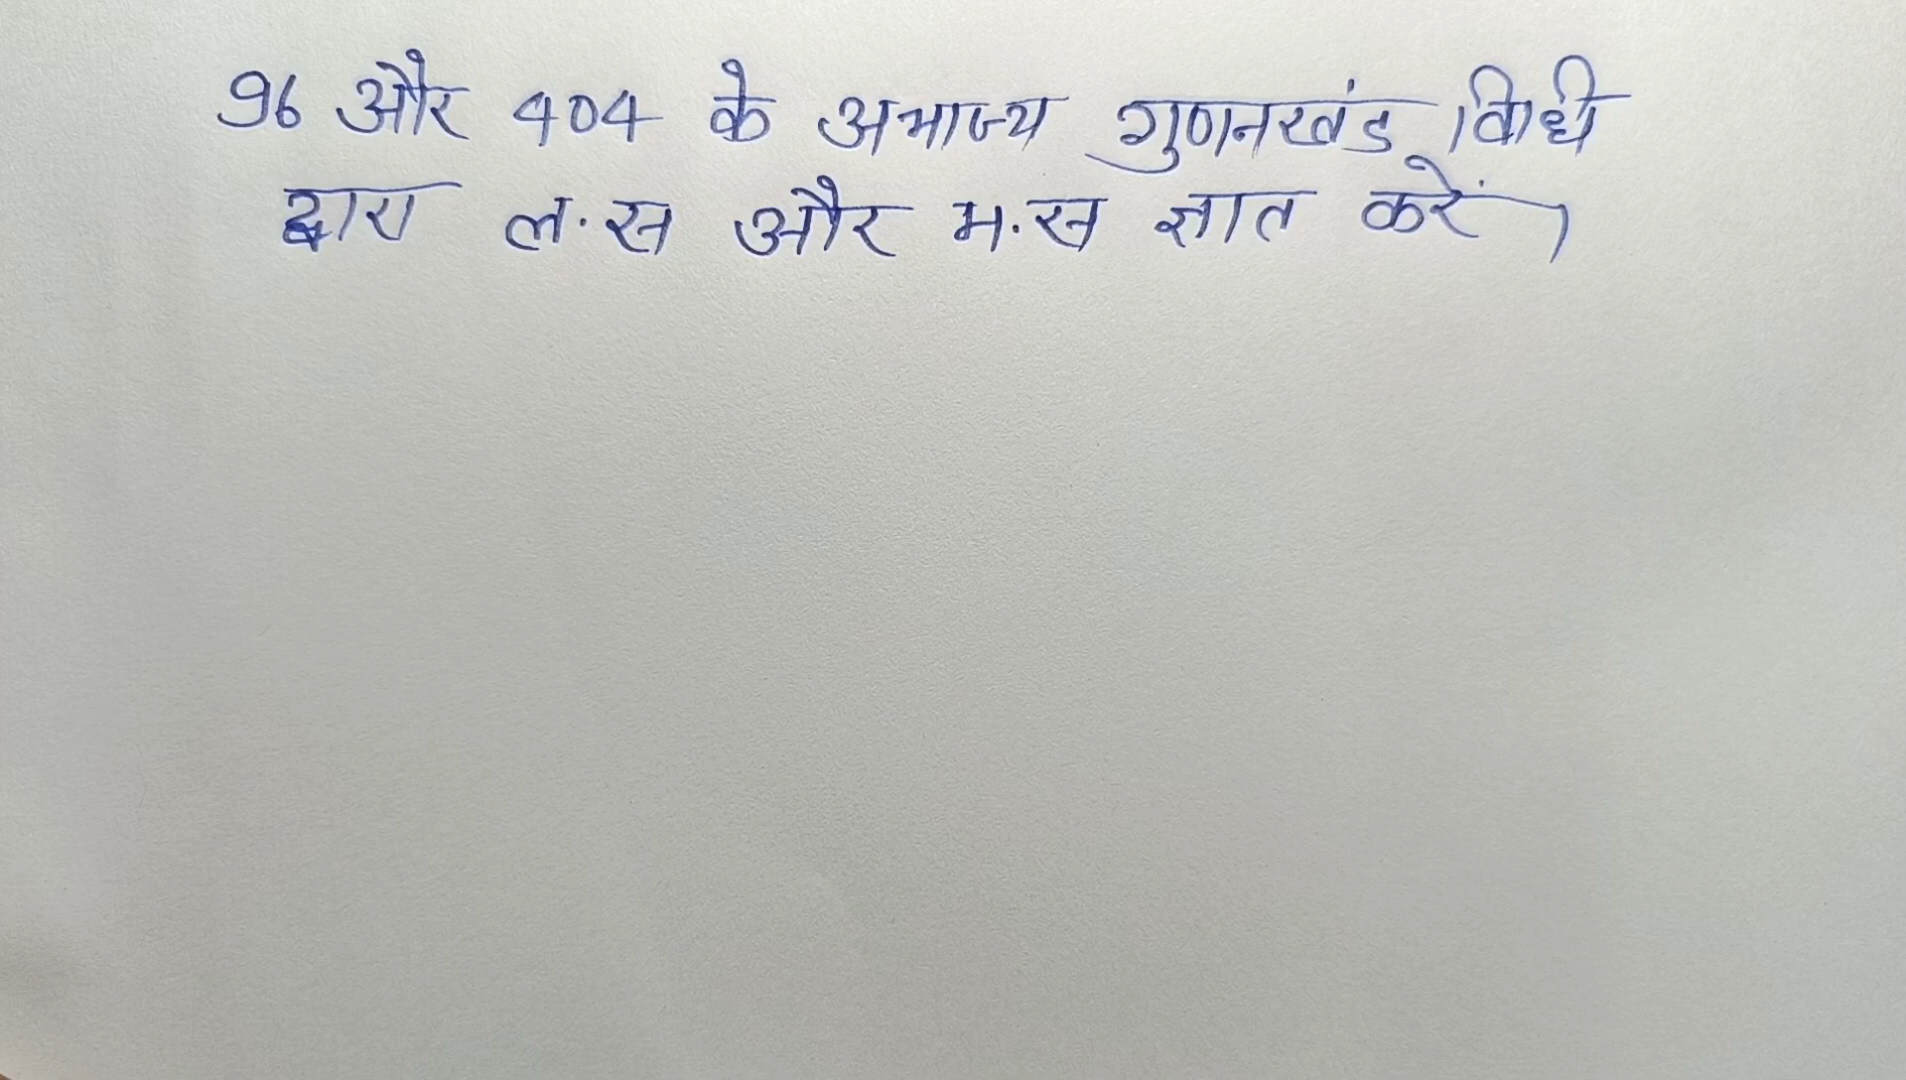 96 और 404 के अभाज्य गुणनखंड विधि
द्वारा ल.स और म.स ज्ञात करें।